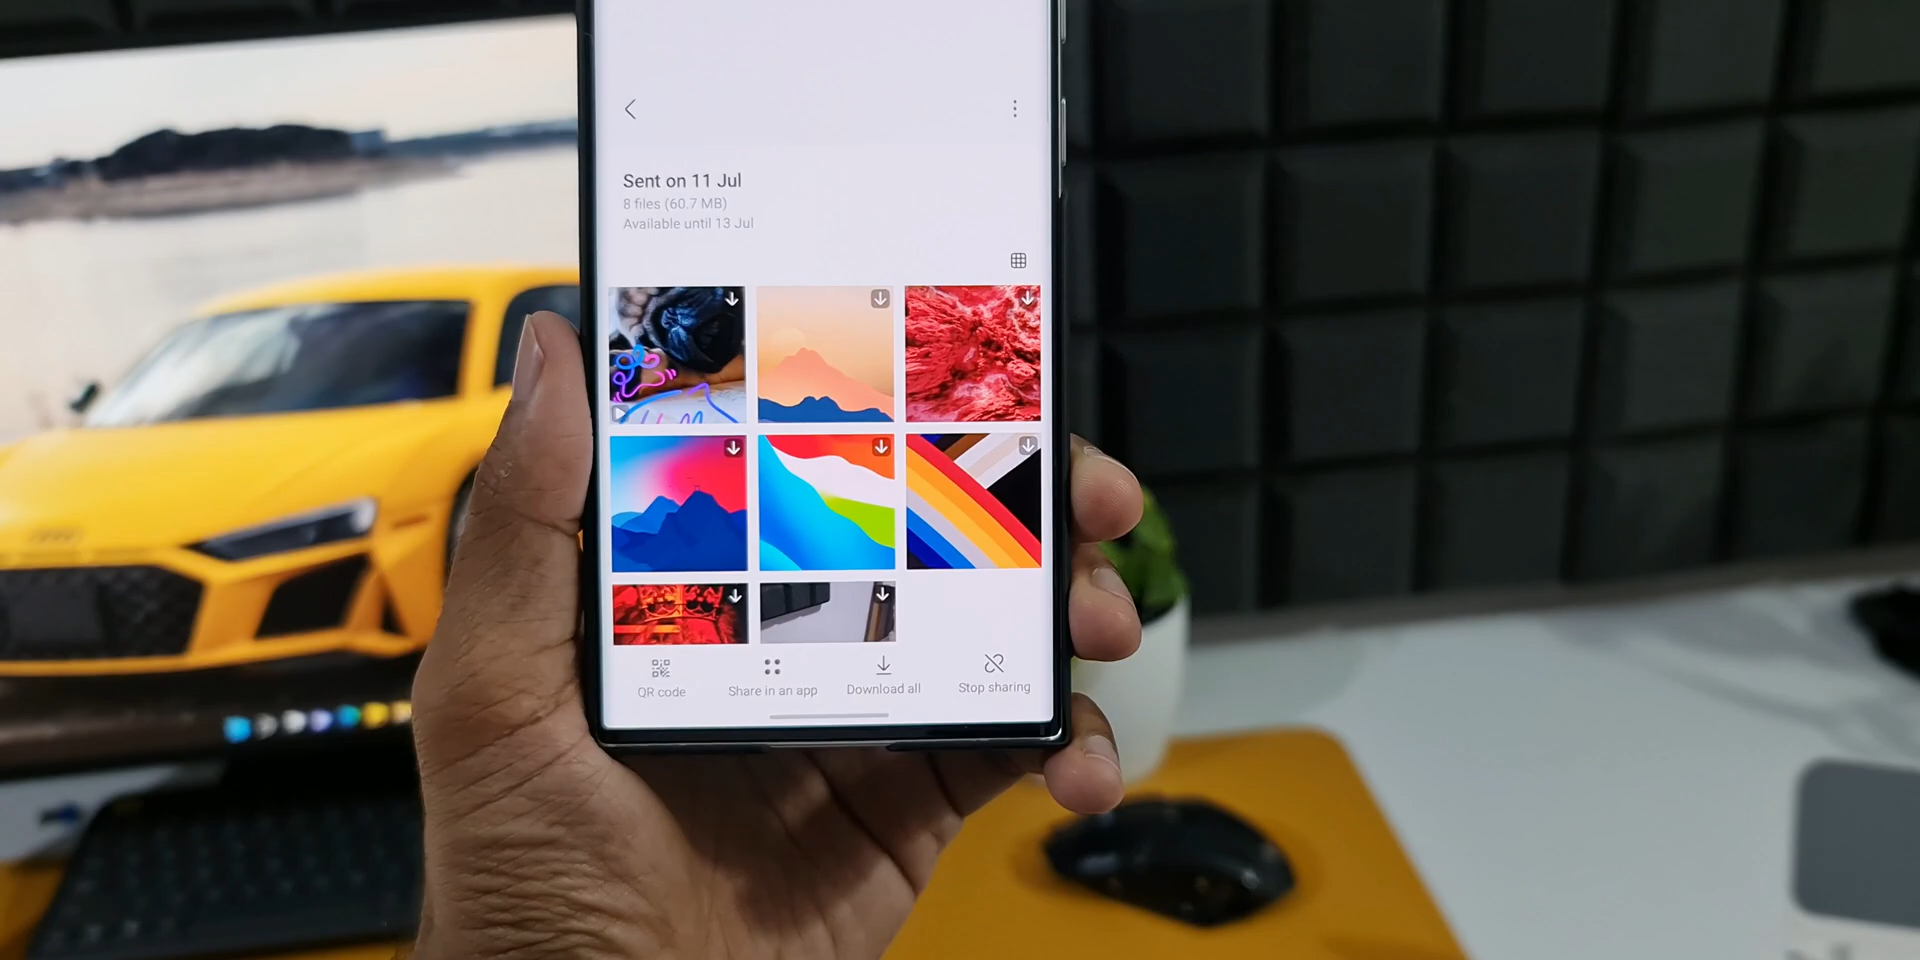 Sent on 11 Jul
8 files (60.7 MB)
Available until 13 Jul
QR code
Share in an app
Download all
Stop sharing